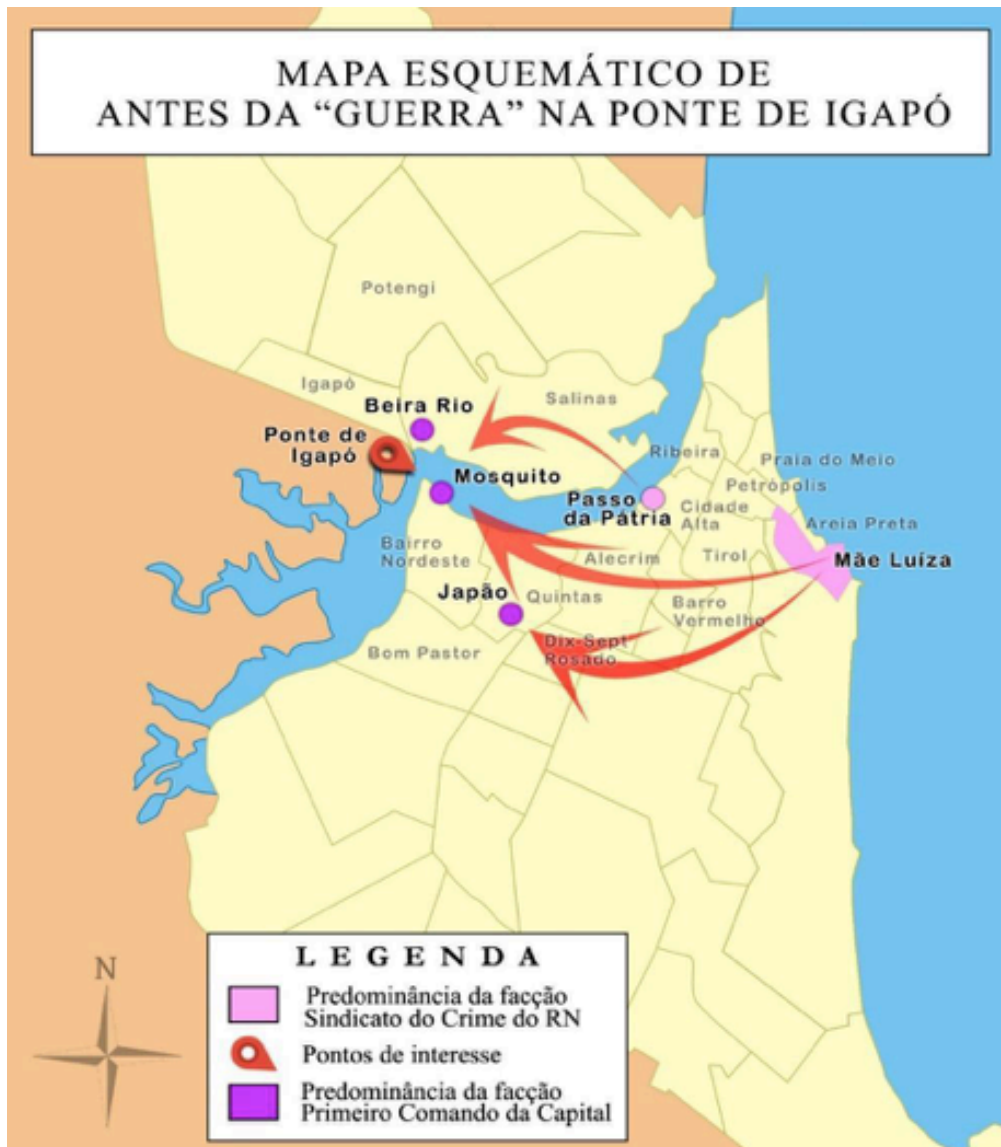 MAPA ESQUEMÁTICO DE
ANTES DA “GUERRA” NA PONTE DE IGAPÓ
Potengi
Igapó
Salinas
Beira Rio
Ponte de
Igapó
Ribeira
Praia do Meio
Mosquito
Petrópolis
Passo
da Pátria
Cidade
Alta
Areia Preta
Bairro
Nordeste
Alecrim
Tirol
Mãe Luíza
Japão
Quintas
Barro
Vermelho
Bom Pastor
Dix-Sept
Rosado
LEGENDA
Predominância da facção
Sindicato do Crime do RN
Pontos de interesse
Predominância da facção
Primeiro Comando da Capital
N